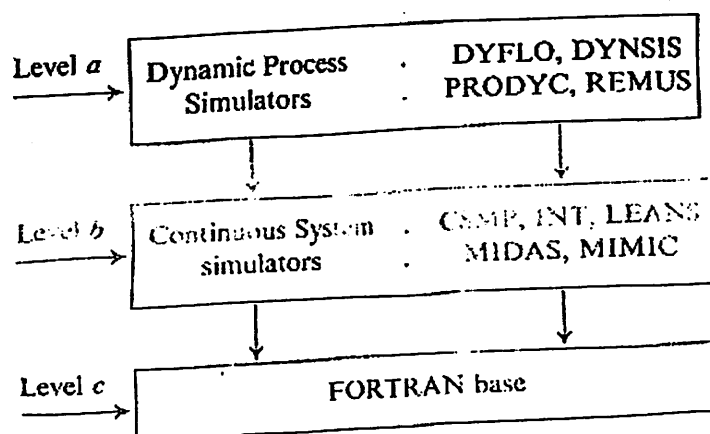 Level a
Dynamic Process . DYFLO, DYNSIS
Simulators . PRODYC, REMUS
Level b
Continuous System . CSMP, INT, LEANS
simulators . MIDAS, MIMIC
Level c
FORTRAN base